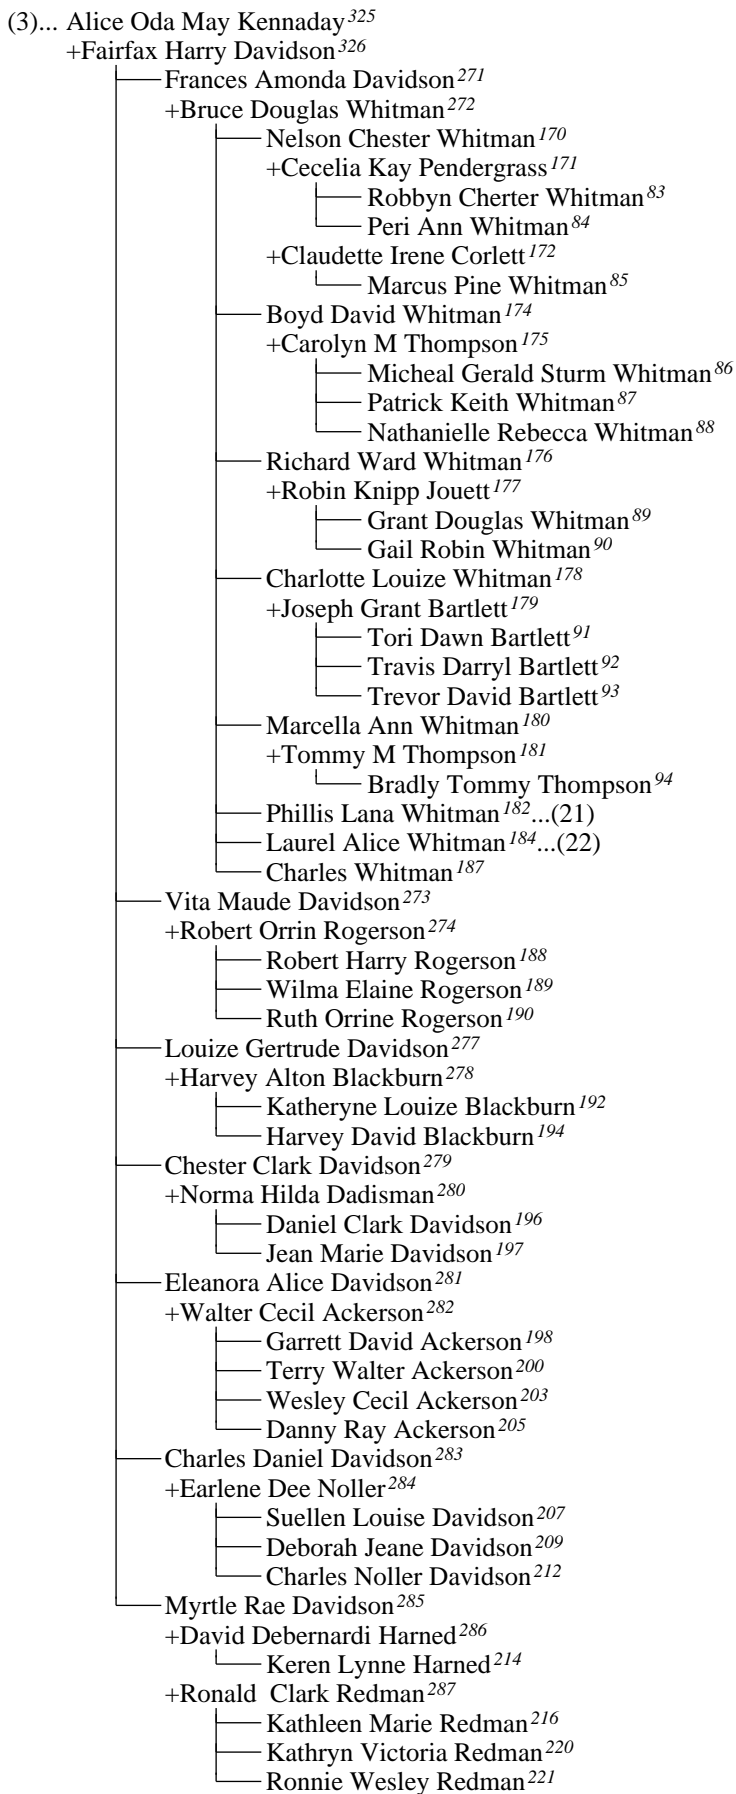 (3)... Alice Oda May Kennaday325
+Fairfax Harry Davidson326
Frances Amonda Davidson271
+Bruce Douglas Whitman272
Nelson Chester Whitman170
+Cecelia Kay Pendergrass171
Robbyn Cherter Whitman83
Peri Ann Whitman84
+Claudette Irene Corlett172
Marcus Pine Whitman85
Boyd David Whitman174
+Carolyn M Thompson175
Micheal Gerald Sturm Whitman86
Patrick Keith Whitman87
Nathanielle Rebecca Whitman88
Richard Ward Whitman176
+Robin Knipp Jouett177
Grant Douglas Whitman89
Gail Robin Whitman90
Charlotte Louize Whitman178
+Joseph Grant Bartlett179
Tori Dawn Bartlett91
Travis Darryl Bartlett92
Trevor David Bartlett93
Marcella Ann Whitman180
+Tommy M Thompson181
Bradly Tommy Thompson94
Phillis Lana Whitman182...(21)
Laurel Alice Whitman184...(22)
Charles Whitman187
Vita Maude Davidson273
+Robert Orrin Rogerson274
Robert Harry Rogerson188
Wilma Elaine Rogerson189
Ruth Orrine Rogerson190
Louize Gertrude Davidson277
+Harvey Alton Blackburn278
Katheryne Louize Blackburn192
Harvey David Blackburn194
Chester Clark Davidson279
+Norma Hilda Dadisman280
Daniel Clark Davidson196
Jean Marie Davidson197
Eleanora Alice Davidson281
+Walter Cecil Ackerson282
Garrett David Ackerson198
Terry Walter Ackerson200
Wesley Cecil Ackerson203
Danny Ray Ackerson205
Charles Daniel Davidson283
+Earlene Dee Noller284
Suellen Louise Davidson207
Deborah Jeane Davidson209
Charles Noller Davidson212
Myrtle Rae Davidson285
+David Debernardi Harned286
Keren Lynne Harned214
+Ronald  Clark Redman287
Kathleen Marie Redman216
Kathryn Victoria Redman220
Ronnie Wesley Redman221